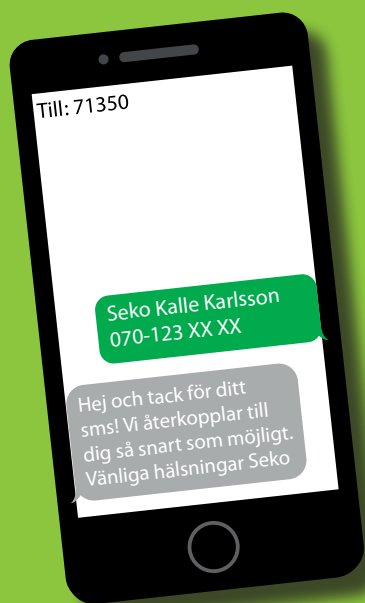 Till: 71350
Seko Kalle Karlsson
070-123 XX XX
Hej och tack för ditt
sms! Vi återkopplar till
dig så snart som möjligt.
Vänliga hälsningar Seko